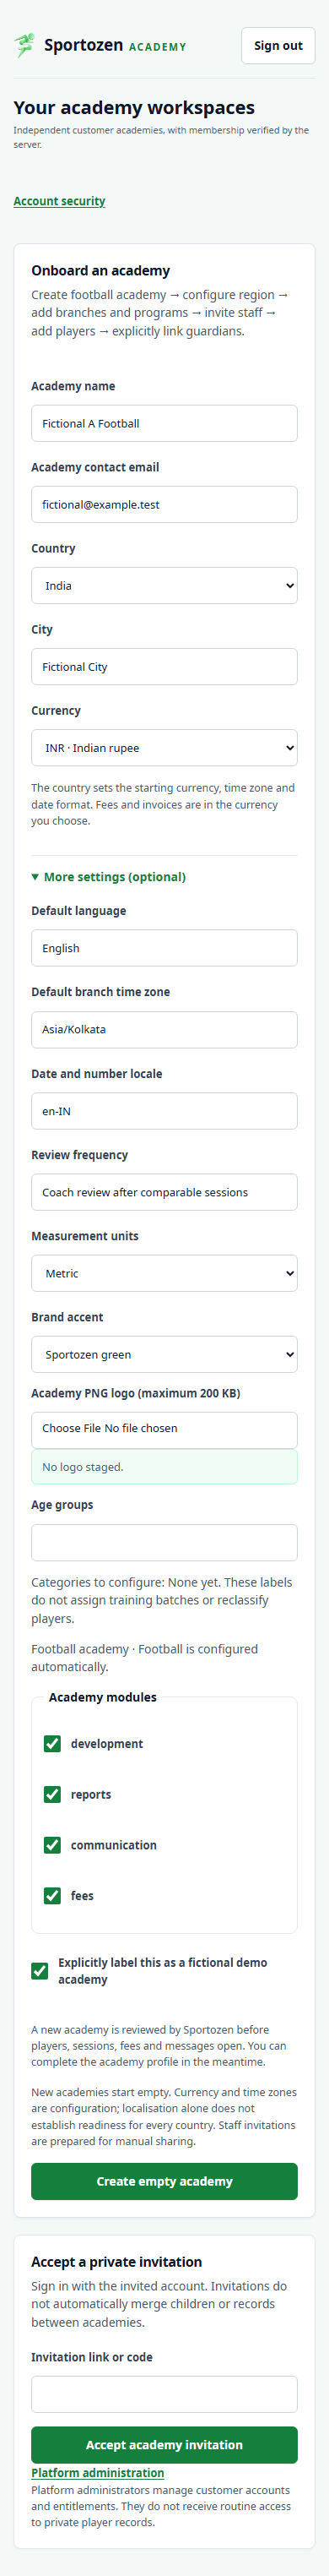 Sportozen ACADEMY
Sign out
Your academy workspaces
Independent customer academies, with membership verified by the
server.
Account security
Onboard an academy
Create football academy → configure region →
add branches and programs → invite staff →
add players → explicitly link guardians.
Academy name
Fictional A Football
Academy contact email
fictional@example.test
Country
India
City
Fictional City
Currency
INR · Indian rupee
The country sets the starting currency, time zone and
date format. Fees and invoices are in the currency
you choose.
▼ More settings (optional)
Default language
English
Default branch time zone
Asia/Kolkata
Date and number locale
en-IN
Review frequency
Coach review after comparable sessions
Measurement units
Metric
Brand accent
Sportozen green
Academy PNG logo (maximum 200 KB)
Choose File No file chosen
No logo staged.
Age groups
Categories to configure: None yet. These labels
do not assign training batches or reclassify
players.
Football academy · Football is configured
automatically.
Academy modules
development
reports
communication
fees
Explicitly label this as a fictional demo
academy
A new academy is reviewed by Sportozen before
players, sessions, fees and messages open. You can
complete the academy profile in the meantime.
New academies start empty. Currency and time zones
are configuration; localisation alone does not
establish readiness for every country. Staff invitations
are prepared for manual sharing.
Create empty academy
Accept a private invitation
Sign in with the invited account. Invitations do
not automatically merge children or records
between academies.
Invitation link or code
Accept academy invitation
Platform administration
Platform administrators manage customer accounts
and entitlements. They do not receive routine access
to private player records.